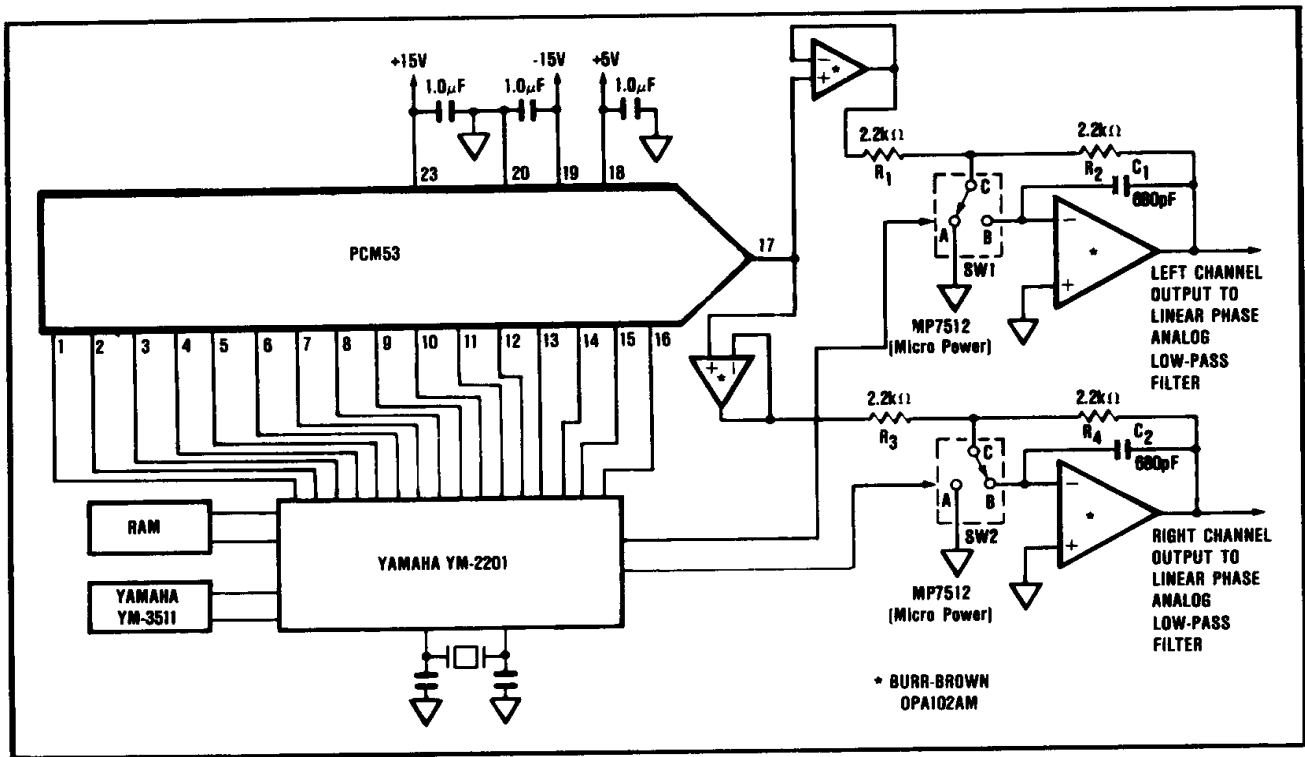 +15V
-15V
+5V
1.0μF
1.0μF
1.0μF
23
20
19
18
PCM53
17
1
2
3
4
5
6
7
8
9
10
11
12
13
14
15
16
RAM
YAMAHA
YM-3511
YAMAHA YM-2201
-
+
*
2.2kΩ
R1
2.2kΩ
R2
C1
680pF
C
A
B
SW1
MP7512
(Micro Power)
-
*
+
LEFT CHANNEL
OUTPUT TO
LINEAR PHASE
ANALOG
LOW-PASS
FILTER
+ -
*
2.2kΩ
R3
2.2kΩ
R4
C2
680pF
C
A
B
SW2
MP7512
(Micro Power)
-
*
+
RIGHT CHANNEL
OUTPUT TO
LINEAR PHASE
ANALOG
LOW-PASS
FILTER
* BURR-BROWN
OPA102AM